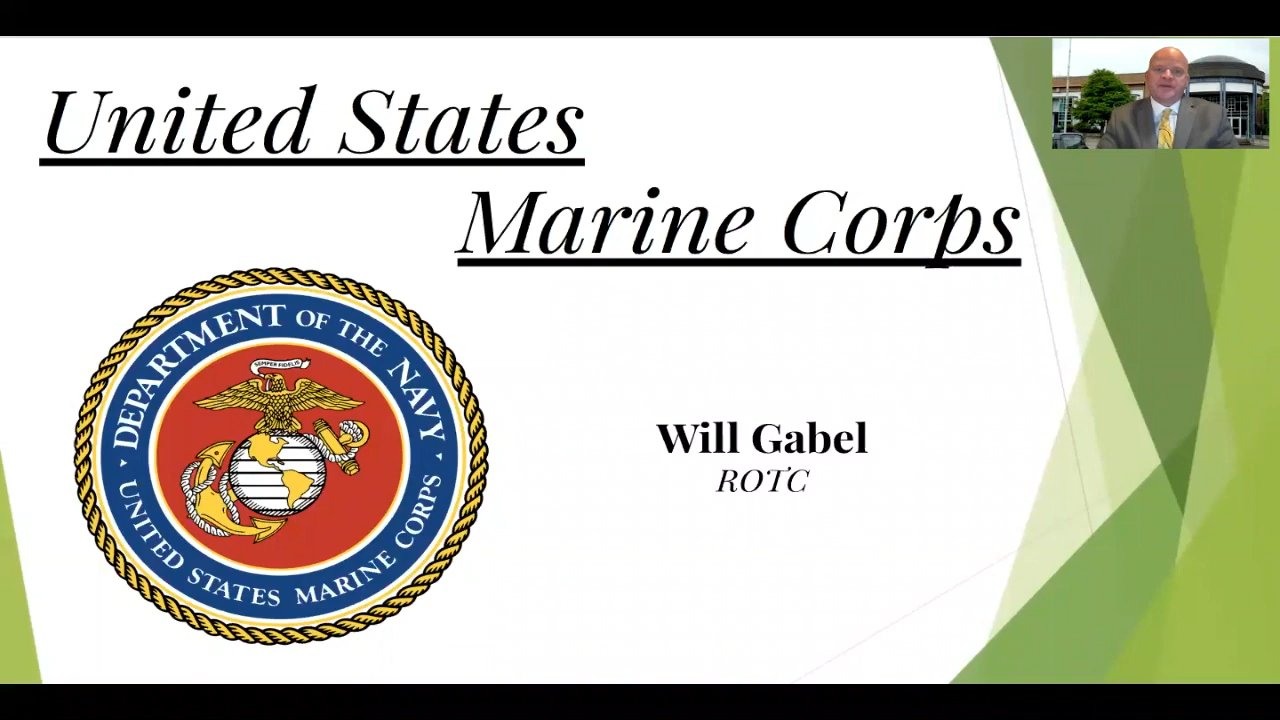 United States
Marine Corps
DEPARTMENT OF THE NAVY
SEMPER FIDELIS
UNITED STATES MARINE CORPS
Will Gabel
ROTC